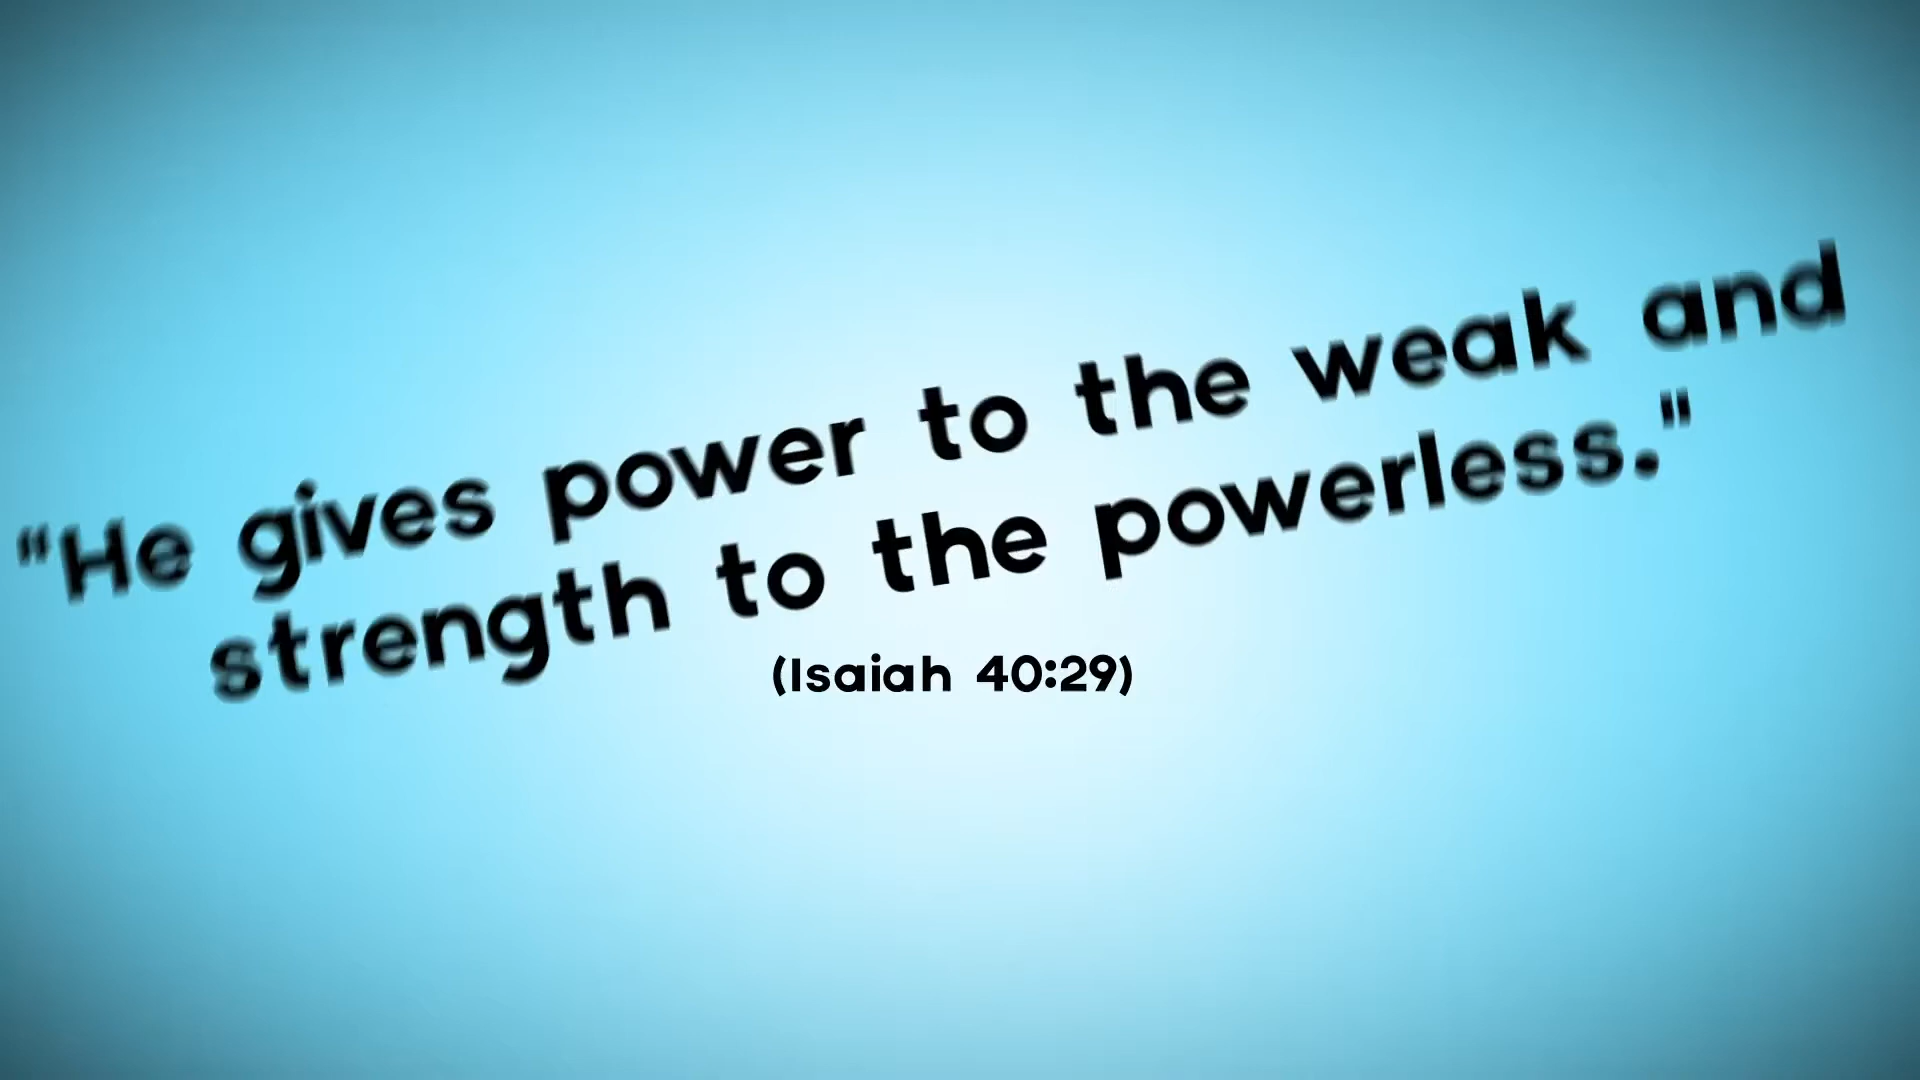 “He gives power to the weak and
strength to the powerless."
(Isaiah 40:29)